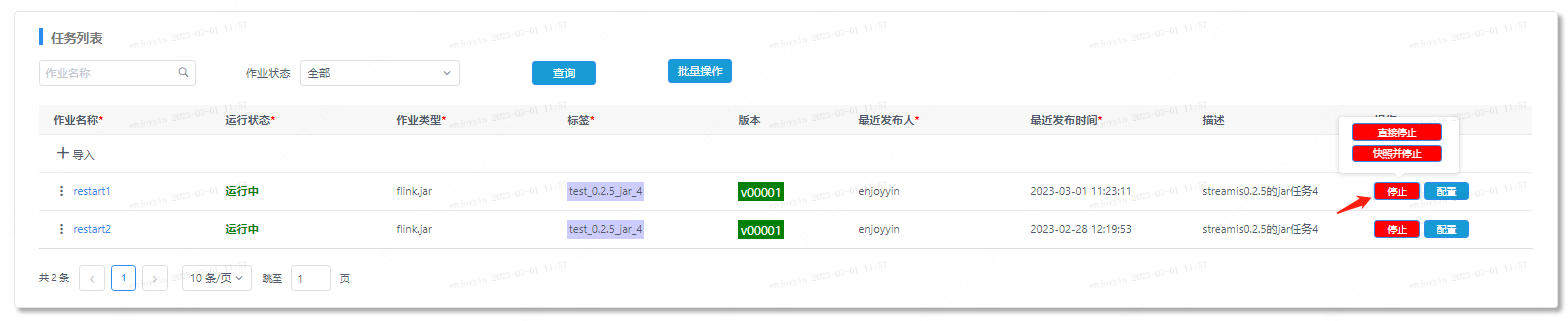 任务列表
作业名称 作业状态 全部 查询 批量操作
作业名称* 运行状态* 作业类型* 标签* 版本 最近发布人* 最近发布时间* 描述
直接停止
快照并停止
导入
restart1 运行中 flink.jar test_0.2.5_jar_4 v00001 enjoyyin 2023-03-01 11:23:11 streamis0.2.5的jar任务4 停止 配置
restart2 运行中 flink.jar test_0.2.5_jar_4 v00001 enjoyyin 2023-02-28 12:19:53 streamis0.2.5的jar任务4 停止 配置
共 2 条 1 10 条/页 跳至 1 页
enjoyyin 2023-03-01 11:57